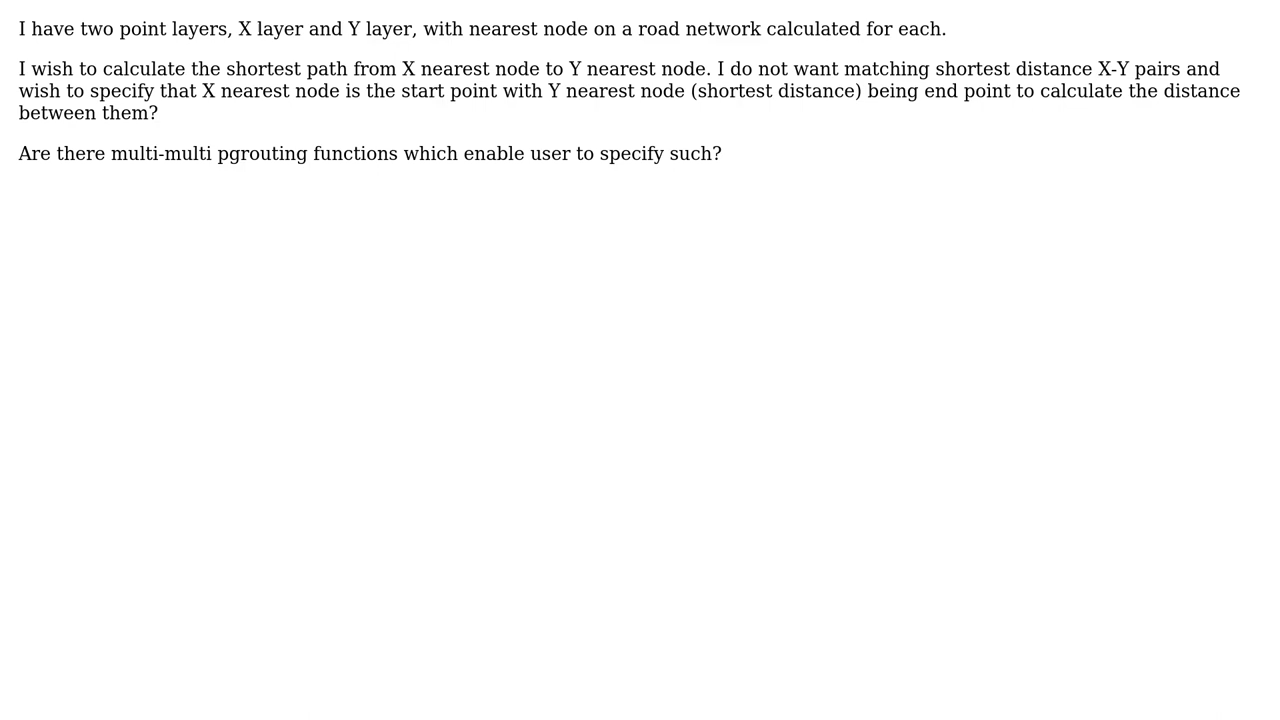 I have two point layers, X layer and Y layer, with nearest node on a road network calculated for each.
I wish to calculate the shortest path from X nearest node to Y nearest node. I do not want matching shortest distance X-Y pairs and
wish to specify that X nearest node is the start point with Y nearest node (shortest distance) being end point to calculate the distance
between them?
Are there multi-multi pgrouting functions which enable user to specify such?